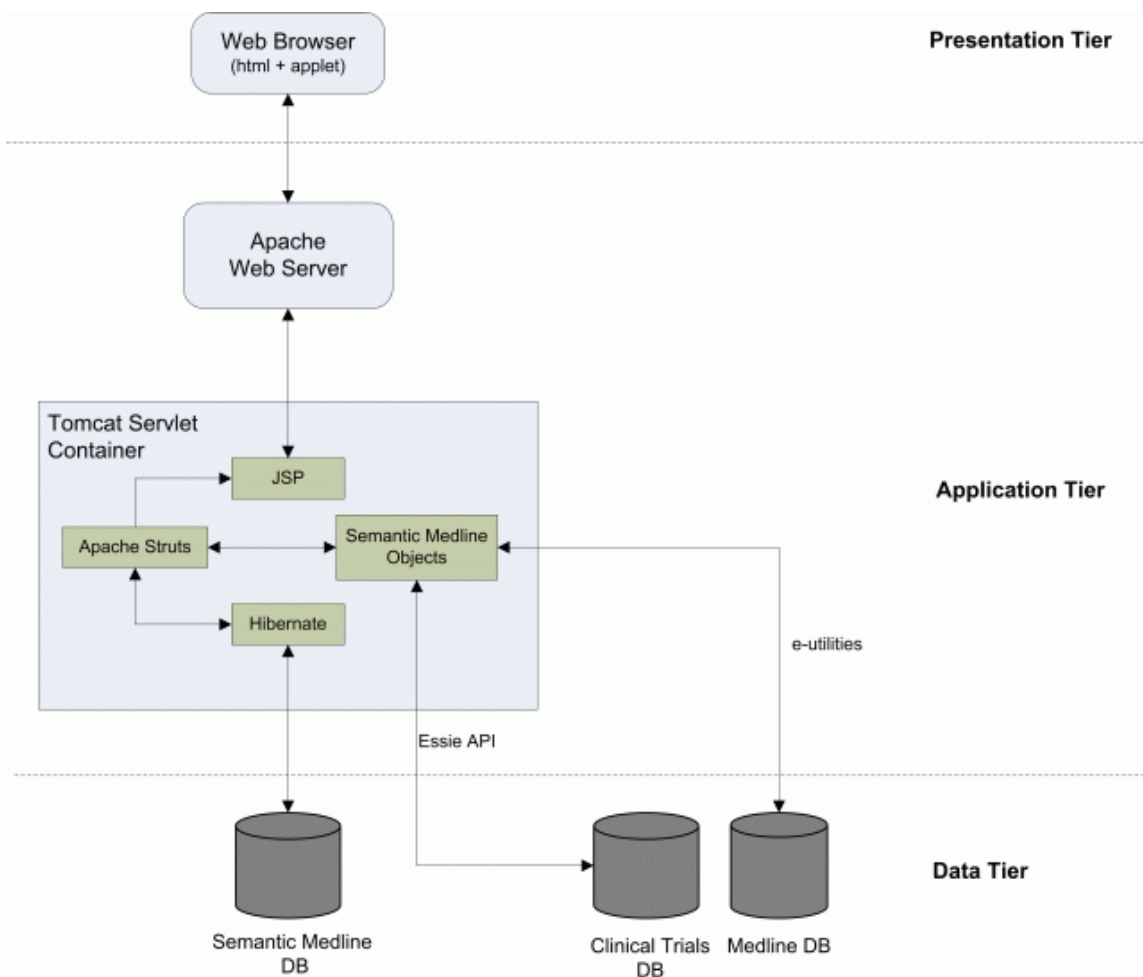 Web Browser
(html + applet)
Presentation Tier
Apache
Web Server
Tomcat Servlet
Container
JSP
Application Tier
Apache Struts
Semantic Medline
Objects
Hibernate
e-utilities
Essie API
Data Tier
Semantic Medline
DB
Clinical Trials
DB
Medline DB